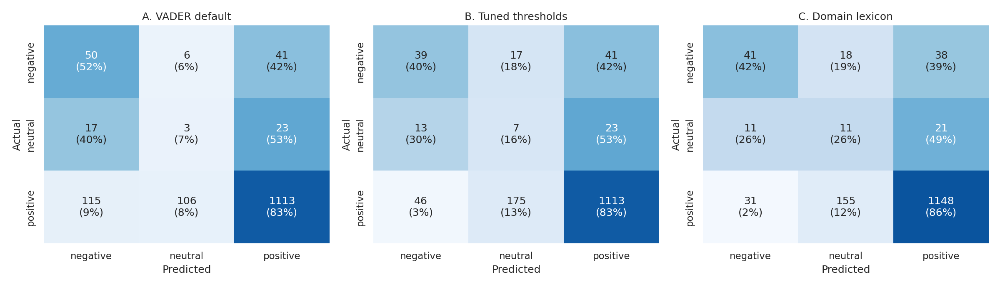 A. VADER default
negative
50
(52%)
6
(6%)
41
(42%)
Actual
neutral
17
(40%)
3
(7%)
23
(53%)
positive
115
(9%)
106
(8%)
1113
(83%)
negative
neutral
positive
Predicted
B. Tuned thresholds
negative
39
(40%)
17
(18%)
41
(42%)
Actual
neutral
13
(30%)
7
(16%)
23
(53%)
positive
46
(3%)
175
(13%)
1113
(83%)
negative
neutral
positive
Predicted
C. Domain lexicon
negative
41
(42%)
18
(19%)
38
(39%)
Actual
neutral
11
(26%)
11
(26%)
21
(49%)
positive
31
(2%)
155
(12%)
1148
(86%)
negative
neutral
positive
Predicted